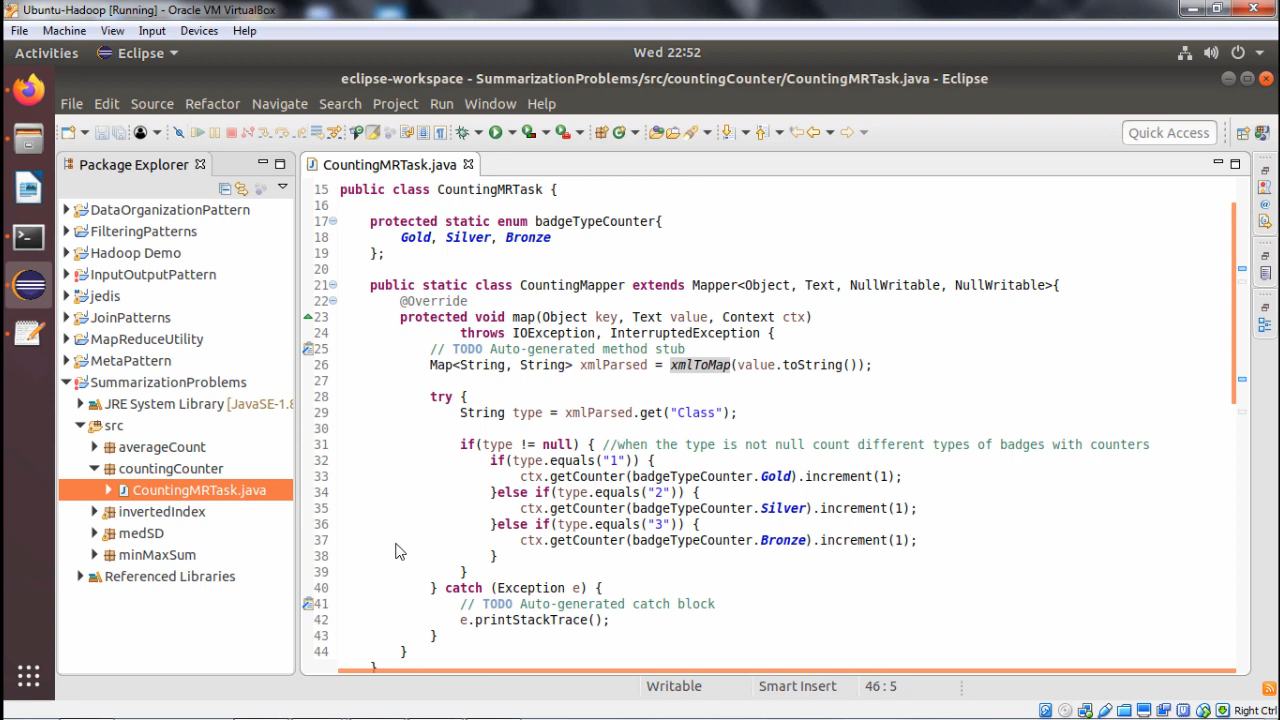 Ubuntu-Hadoop [Running] - Oracle VM VirtualBox
File Machine View Input Devices Help
Activities Eclipse Wed 22:52
eclipse-workspace - SummarizationProblems/src/countingCounter/CountingMRTask.java - Eclipse
File Edit Source Refactor Navigate Search Project Run Window Help
Quick Access
Package Explorer
DataOrganizationPattern
FilteringPatterns
Hadoop Demo
InputOutputPattern
jedis
JoinPatterns
MapReduceUtility
MetaPattern
SummarizationProblems
JRE System Library [JavaSE-1.8
src
averageCount
countingCounter
CountingMRTask.java
invertedIndex
medSD
minMaxSum
Referenced Libraries
CountingMRTask.java
15 public class CountingMRTask {
16
17 protected static enum badgeTypeCounter{
18 Gold, Silver, Bronze
19 };
20
21 public static class CountingMapper extends Mapper<Object, Text, NullWritable, NullWritable>{
22 @Override
23 protected void map(Object key, Text value, Context ctx)
24 throws IOException, InterruptedException {
25 // TODO Auto-generated method stub
26 Map<String, String> xmlParsed = xmlToMap(value.toString());
27
28 try {
29 String type = xmlParsed.get("Class");
30
31 if(type != null) { //when the type is not null count different types of badges with counters
32 if(type.equals("1")) {
33 ctx.getCounter(badgeTypeCounter.Gold).increment(1);
34 }else if(type.equals("2")) {
35 ctx.getCounter(badgeTypeCounter.Silver).increment(1);
36 }else if(type.equals("3")) {
37 ctx.getCounter(badgeTypeCounter.Bronze).increment(1);
38 }
39 }
40 } catch (Exception e) {
41 // TODO Auto-generated catch block
42 e.printStackTrace();
43 }
44 }
}
Writable Smart Insert 46:5
Right Ctrl